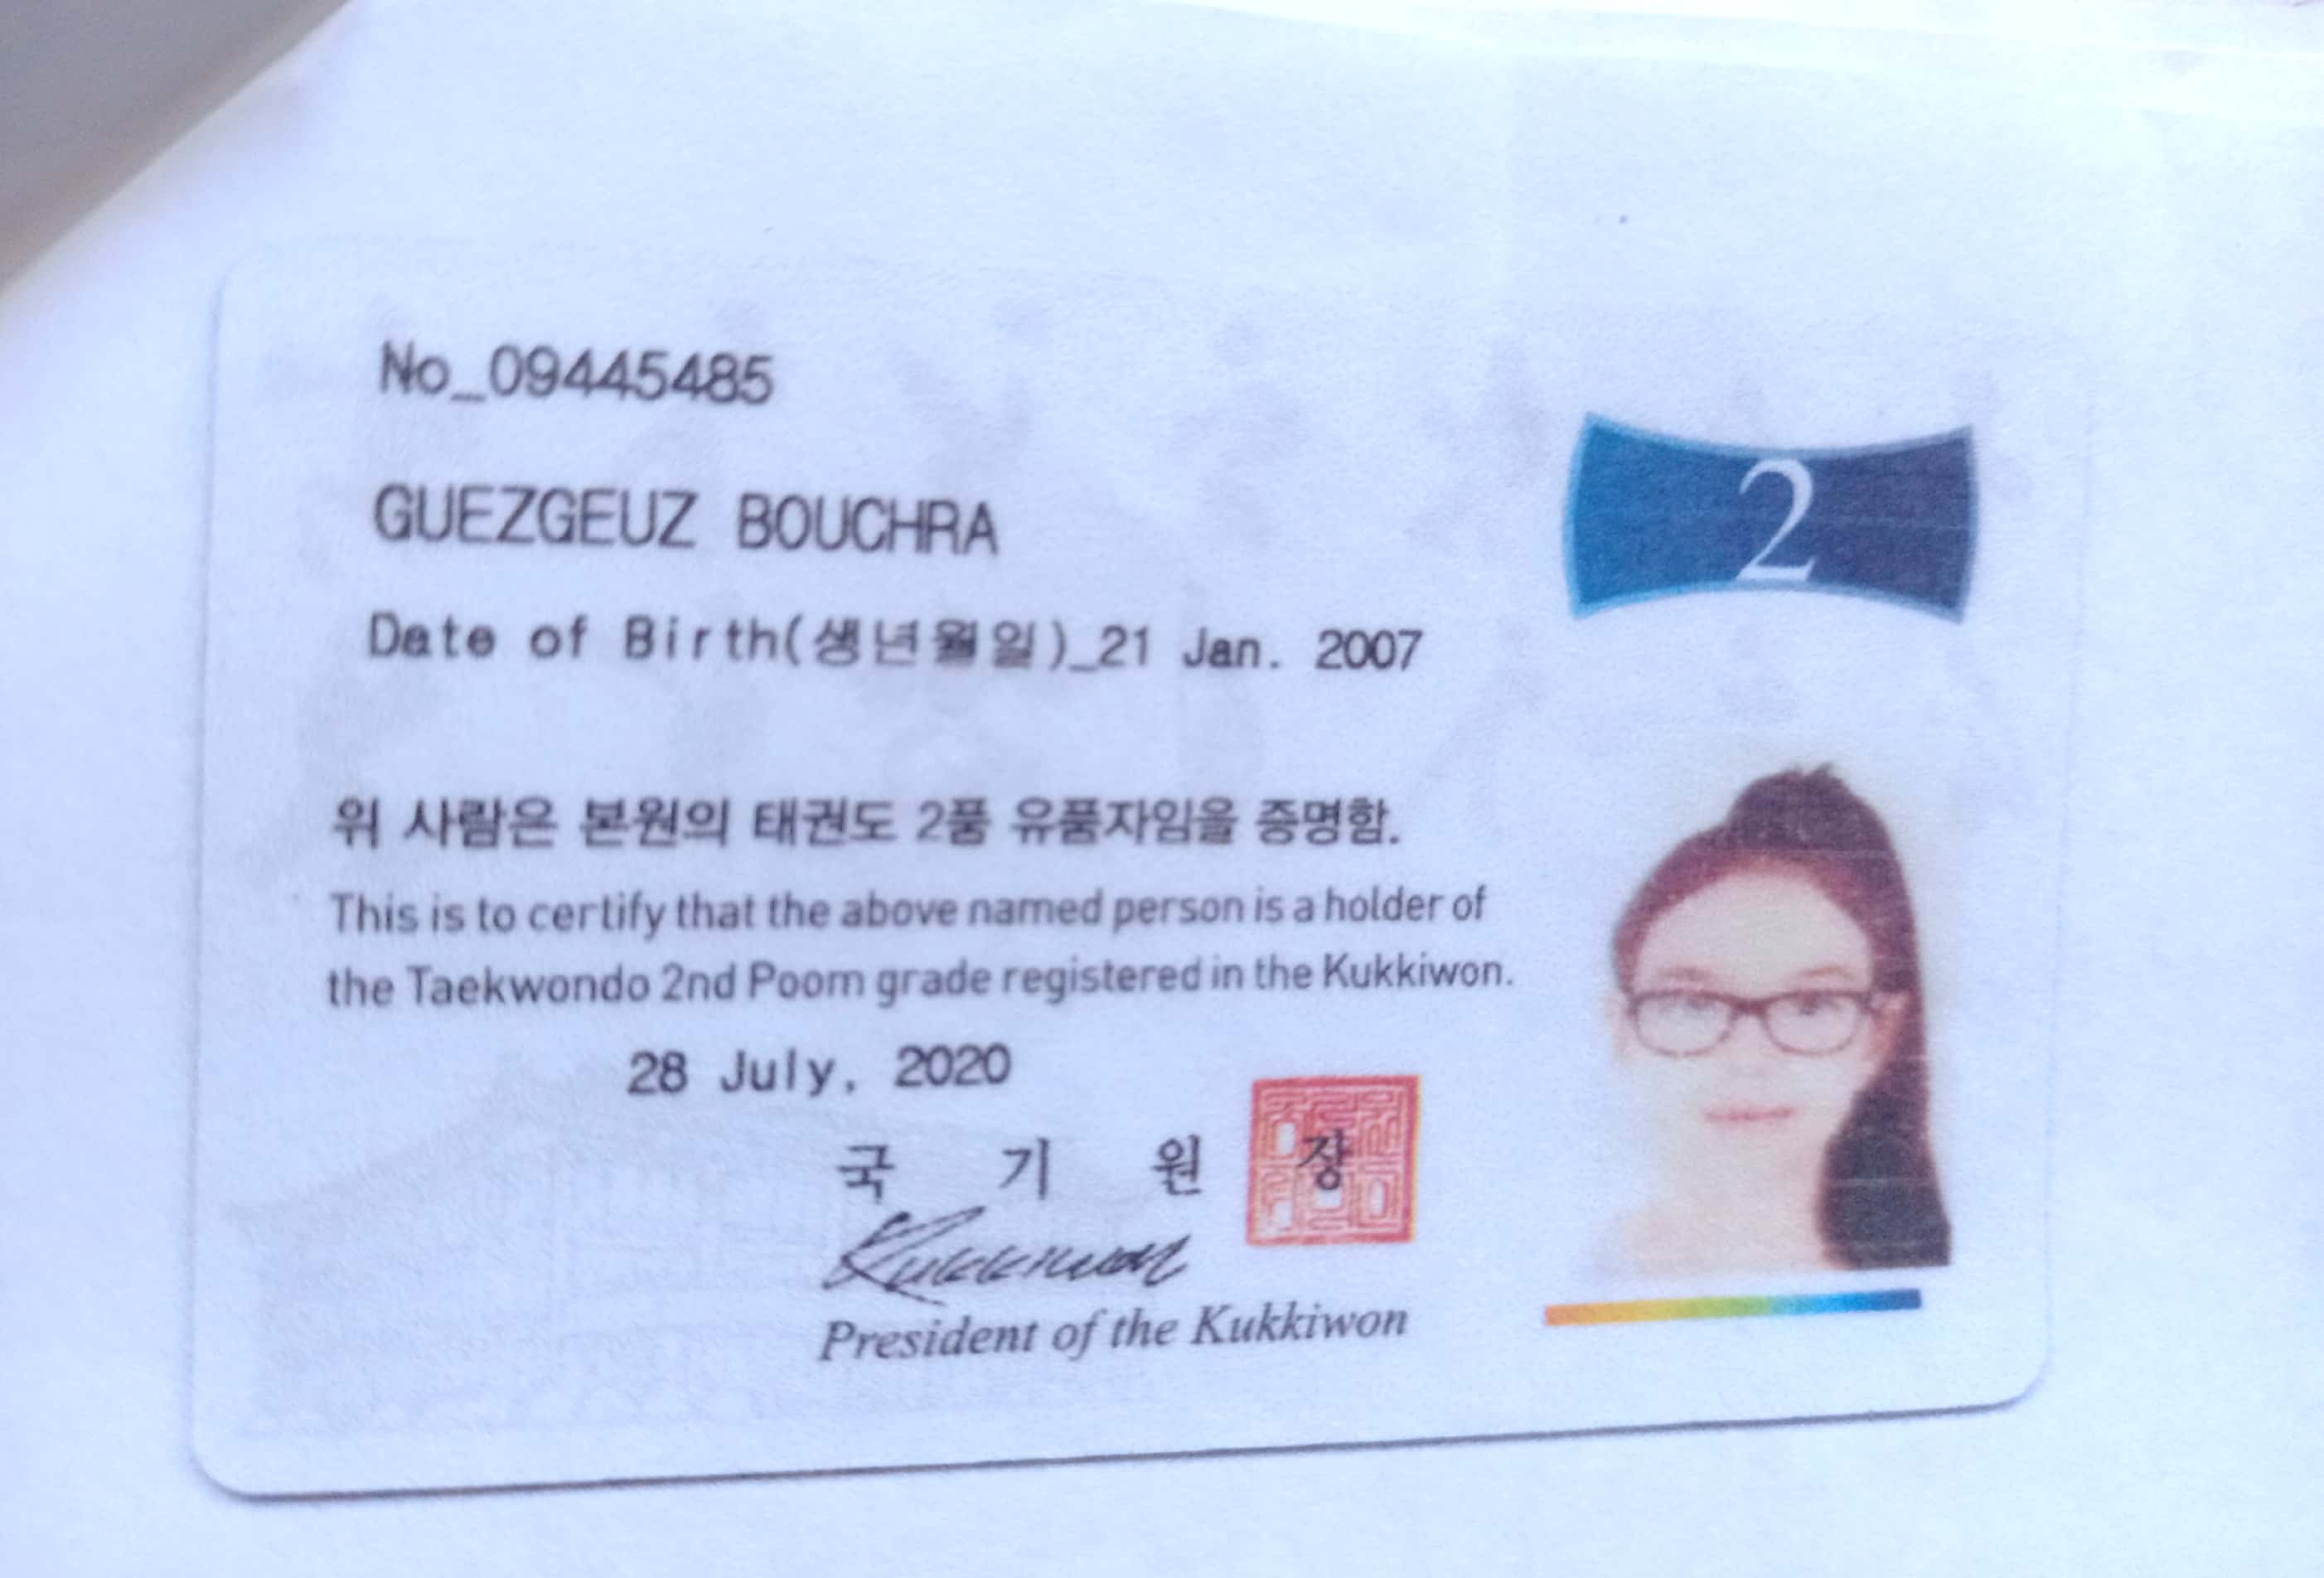 No_09445485
2
GUEZGEUZ BOUCHRA
Date of Birth(생년월일)_21 Jan. 2007
위 사람은 본원의 태권도 2품 유품자임을 증명함.
This is to certify that the above named person is a holder of
the Taekwondo 2nd Poom grade registered in the Kukkiwon.
28 July, 2020
국 기 원 장
Kukkiwon
President of the Kukkiwon